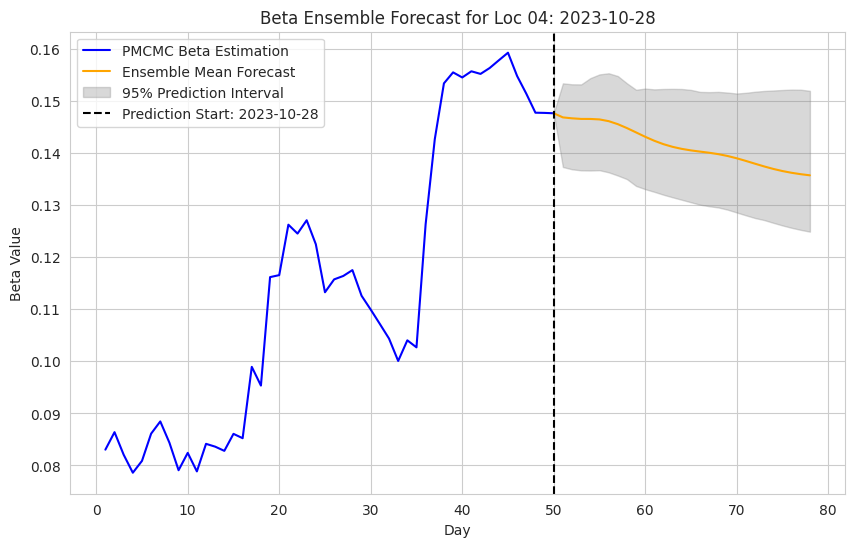 Beta Ensemble Forecast for Loc 04: 2023-10-28
PMCMC Beta Estimation
Ensemble Mean Forecast
95% Prediction Interval
Prediction Start: 2023-10-28
Beta Value
0.16
0.15
0.14
0.13
0.12
0.11
0.10
0.09
0.08
0 10 20 30 40 50 60 70 80
Day